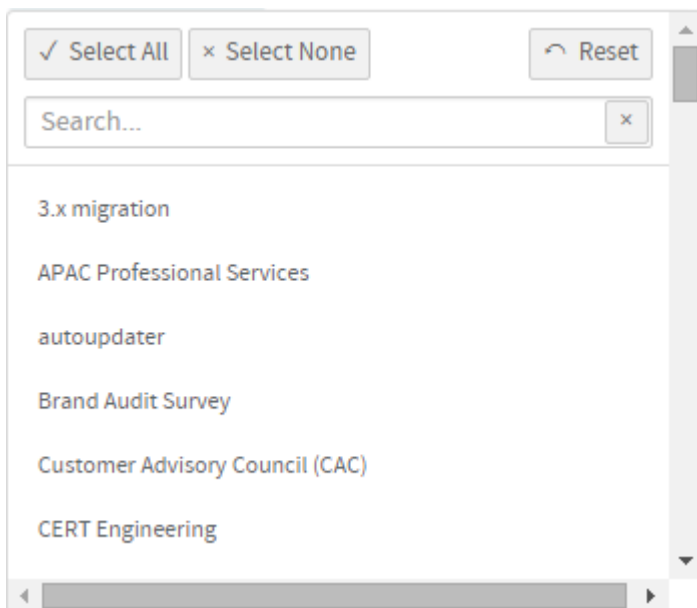 ✓ Select All × Select None Reset
Search... ×
3.x migration
APAC Professional Services
autoupdater
Brand Audit Survey
Customer Advisory Council (CAC)
CERT Engineering